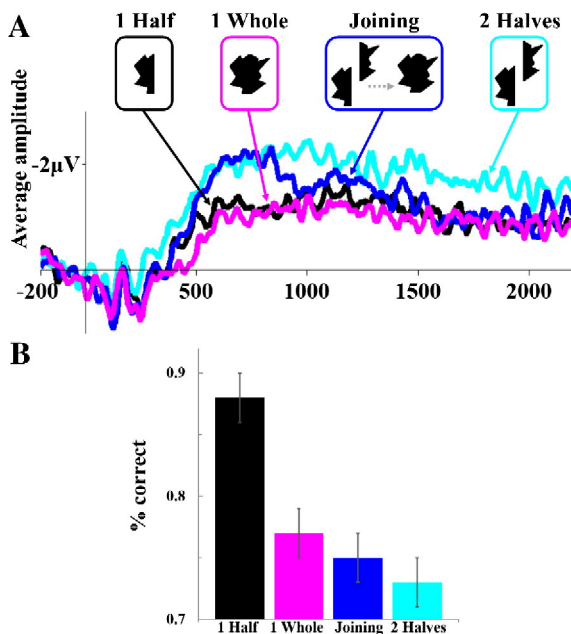 A
1 Half 1 Whole Joining 2 Halves
Average amplitude
-2μV
-200 500 1000 1500 2000
B
% correct
0.9
0.8
0.7
1 Half 1 Whole Joining 2 Halves